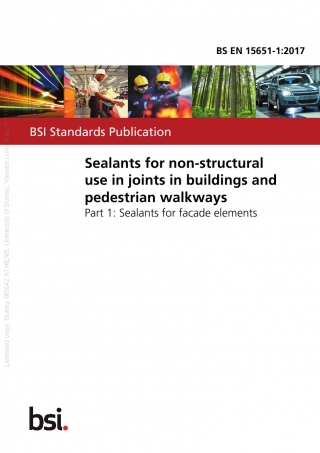 BS EN 15651-1:2017
BSI Standards Publication
Sealants for non-structural
use in joints in buildings and
pedestrian walkways
Part 1: Sealants for facade elements
bsi.